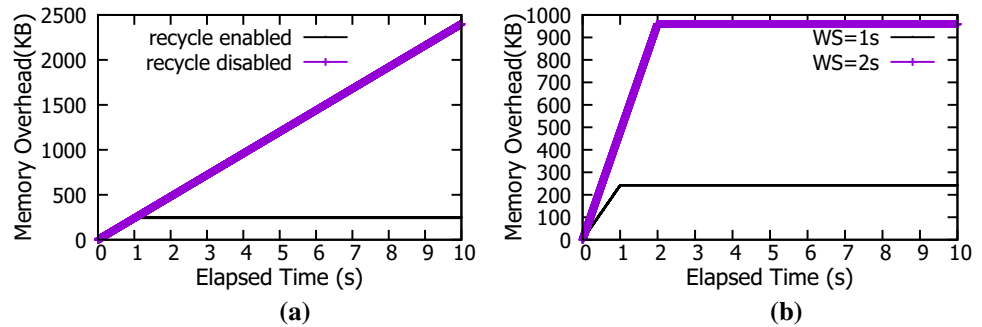 2500
2000
1500
1000
500
0
Memory Overhead(KB)
recycle enabled
recycle disabled
0 1 2 3 4 5 6 7 8 9 10
Elapsed Time (s)
(a)
1000
900
800
700
600
500
400
300
200
100
0
Memory Overhead(KB)
WS=1s
WS=2s
0 1 2 3 4 5 6 7 8 9 10
Elapsed Time (s)
(b)